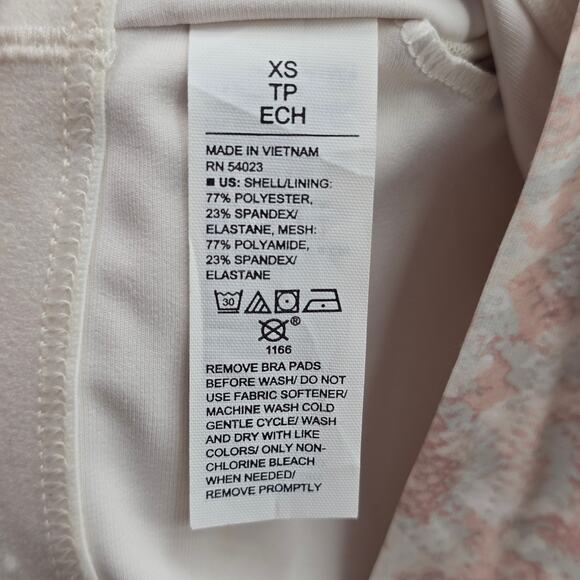 XS
TP
ECH
MADE IN VIETNAM
RN 54023
■ US: SHELL/LINING:
77% POLYESTER,
23% SPANDEX/
ELASTANE, MESH:
77% POLYAMIDE,
23% SPANDEX/
ELASTANE
30
®
1166
REMOVE BRA PADS
BEFORE WASH/ DO NOT
USE FABRIC SOFTENER/
MACHINE WASH COLD
GENTLE CYCLE/ WASH
AND DRY WITH LIKE
COLORS/ ONLY NON-
CHLORINE BLEACH
WHEN NEEDED/
REMOVE PROMPTLY